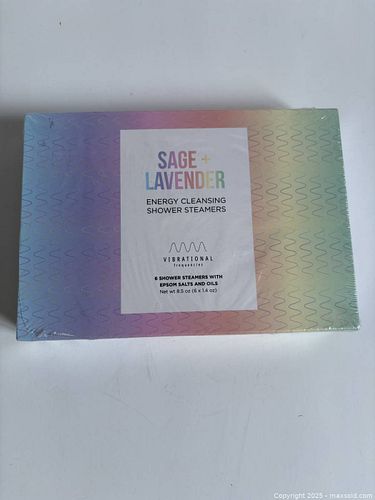 SAGE +
LAVENDER
ENERGY CLEANSING
SHOWER STEAMERS
VIBRATIONAL
frequencies
6 SHOWER STEAMERS WITH
EPSOM SALTS AND OILS
Net wt 8.5 oz (6 x 1.4 oz)
Copyright 2025 - maxsold.com